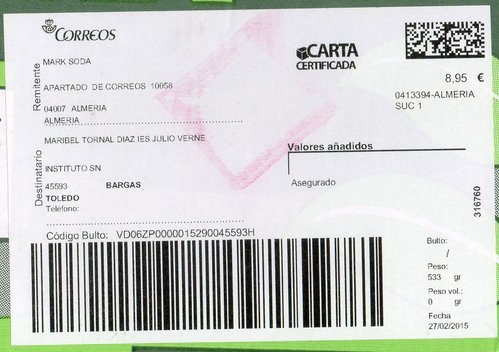 CORREOS
CARTA
CERTIFICADA
Remitente
MARK SODA
APARTADO DE CORREOS 10058
04007 ALMERIA
ALMERIA
8,95 €
0413394-ALMERIA
SUC 1
Destinatario
MARIBEL TORNAL DIAZ IES JULIO VERNE
INSTITUTO SN
45593 BARGAS
TOLEDO
Teléfono:
Valores añadidos
Asegurado
316760
Código Bulto: VD06ZP0000015290045593H
Bulto:
/
Peso:
533 gr
Peso vol.:
0 gr
Fecha
27/02/2015